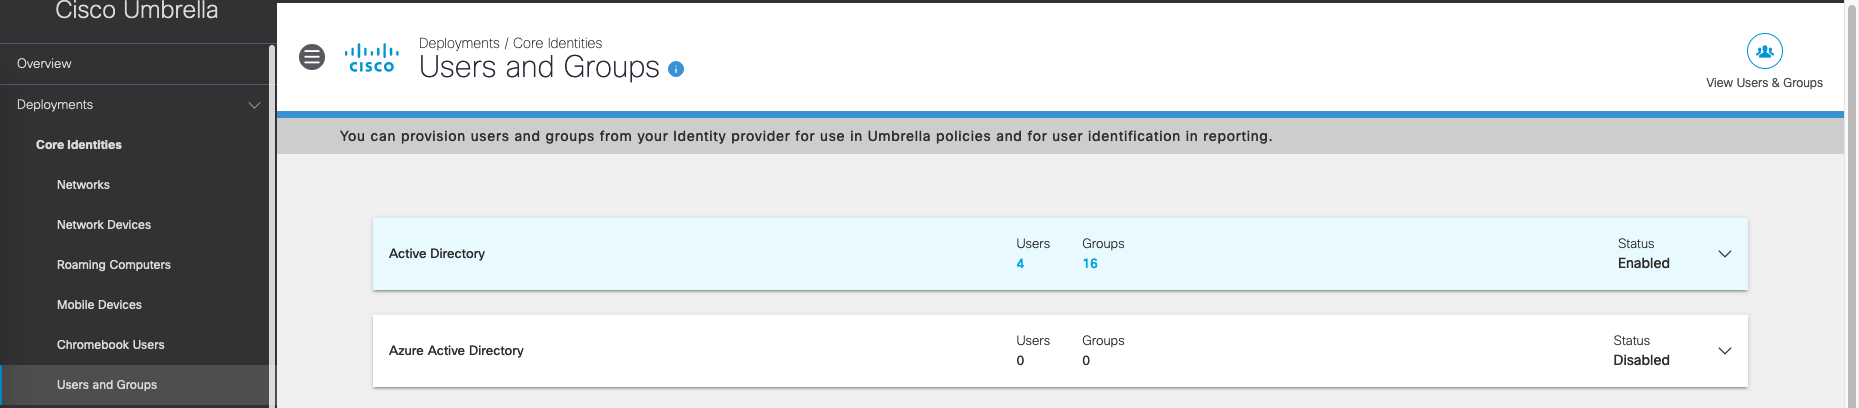 Cisco Umbrella
Overview
Deployments
Core Identities
Networks
Network Devices
Roaming Computers
Mobile Devices
Chromebook Users
Users and Groups
CISCO
Deployments / Core Identities
Users and Groups i
View Users & Groups
You can provision users and groups from your Identity provider for use in Umbrella policies and for user identification in reporting.
Active Directory
Users
4
Groups
16
Status
Enabled
Azure Active Directory
Users
0
Groups
0
Status
Disabled